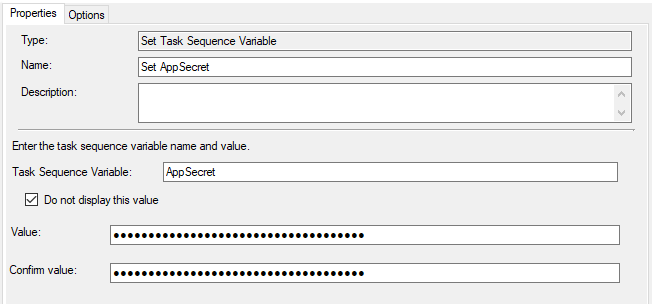 Properties Options
Type: Set Task Sequence Variable
Name: Set AppSecret
Description:
Enter the task sequence variable name and value.
Task Sequence Variable: AppSecret
Do not display this value
Value: ••••••••••••••••••••••••••••••••••••
Confirm value: ••••••••••••••••••••••••••••••••••••